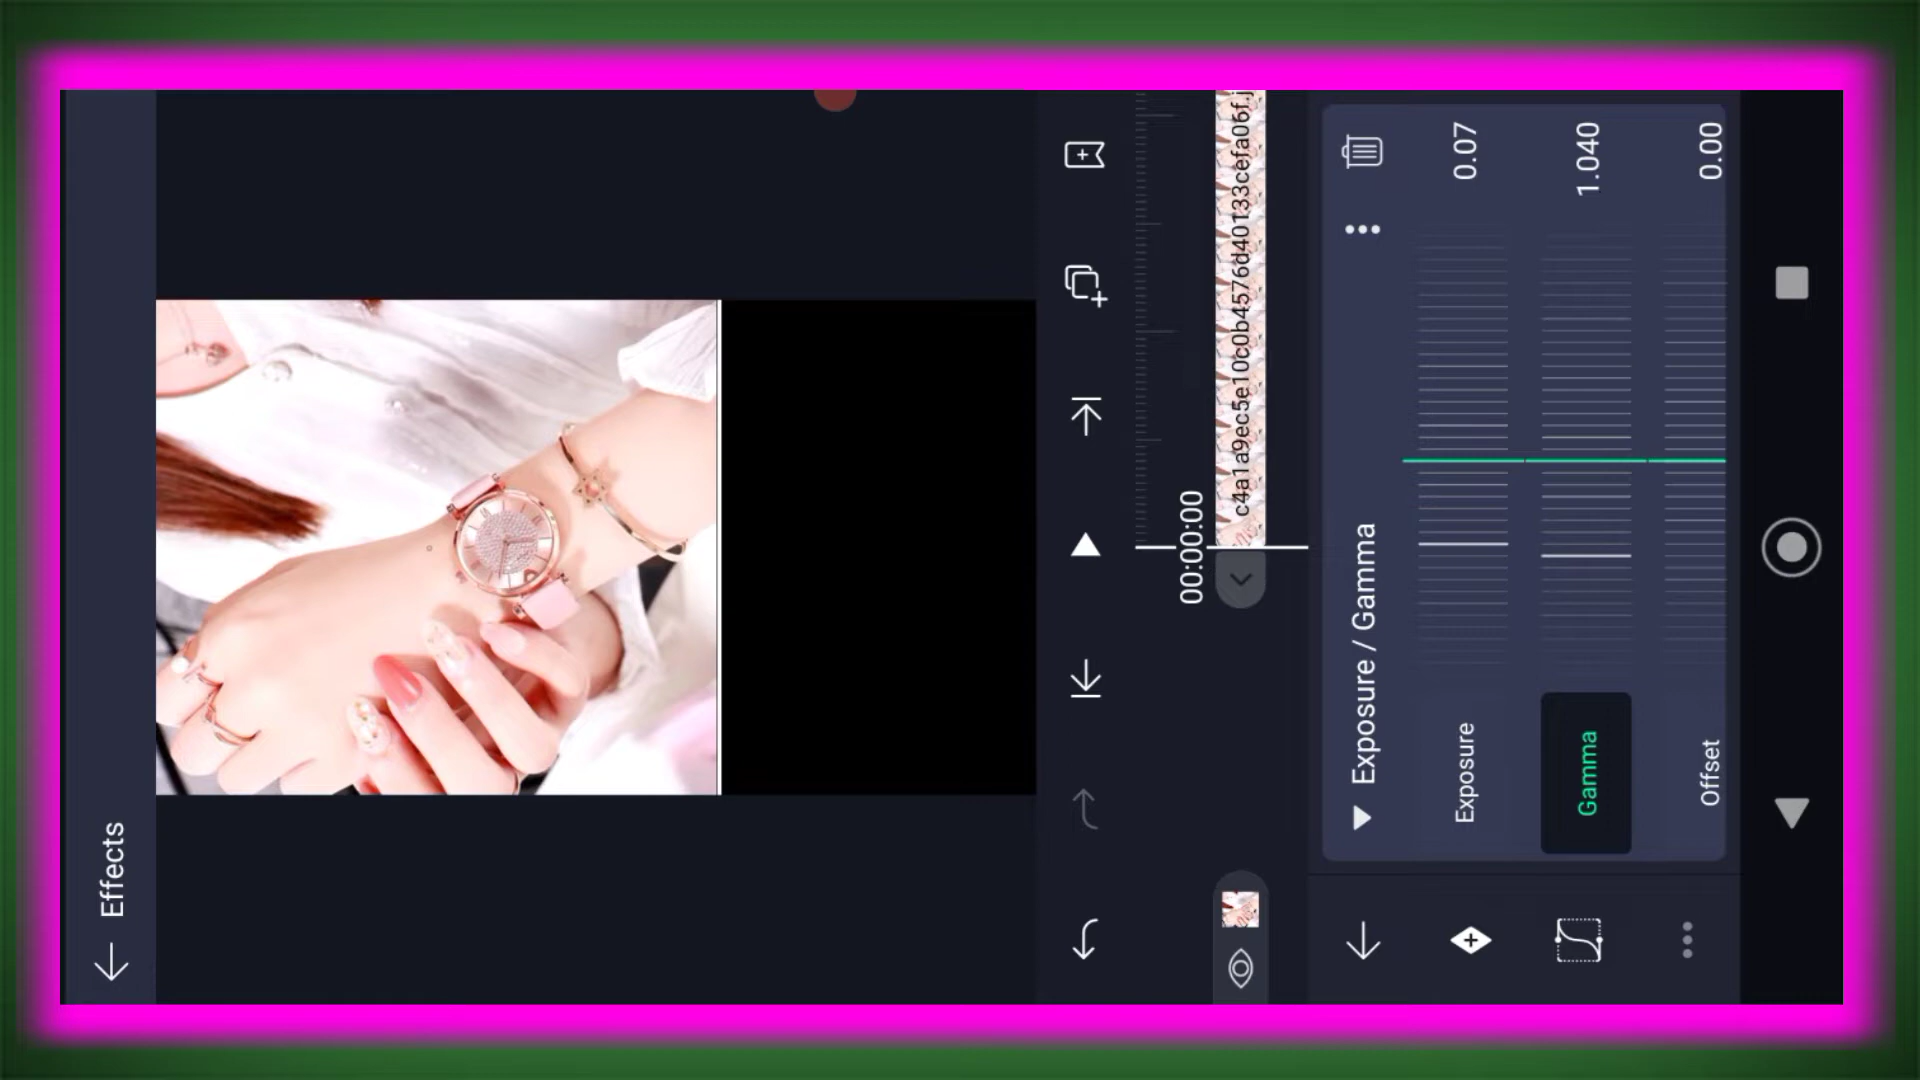 Effects
00:00:00
c4a1a9ec5e10c0b4576d40133cefa06f.j
Exposure / Gamma
Exposure 0.07
Gamma 1.040
Offset 0.00